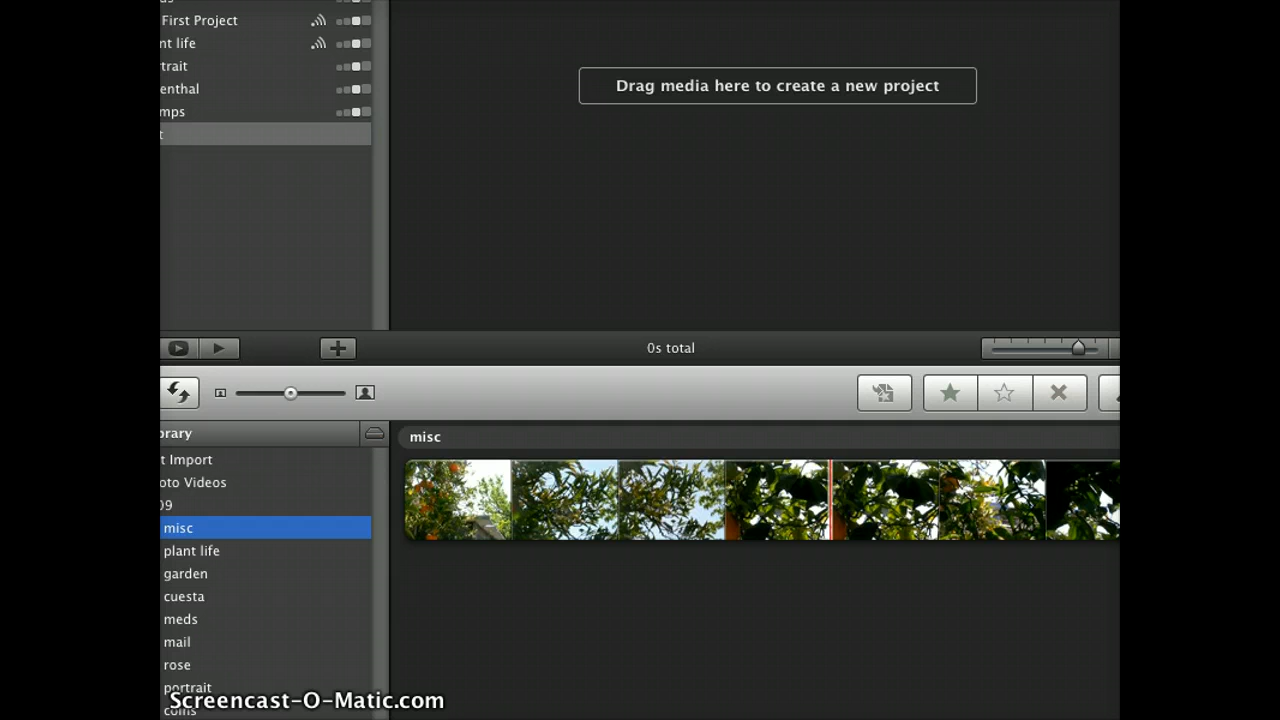 First Project
nt life
trait
enthal
mps
t
Drag media here to create a new project
0s total
brary
misc
t Import
oto Videos
09
misc
plant life
garden
cuesta
meds
mail
rose
portrait
coins
Screencast-O-Matic.com